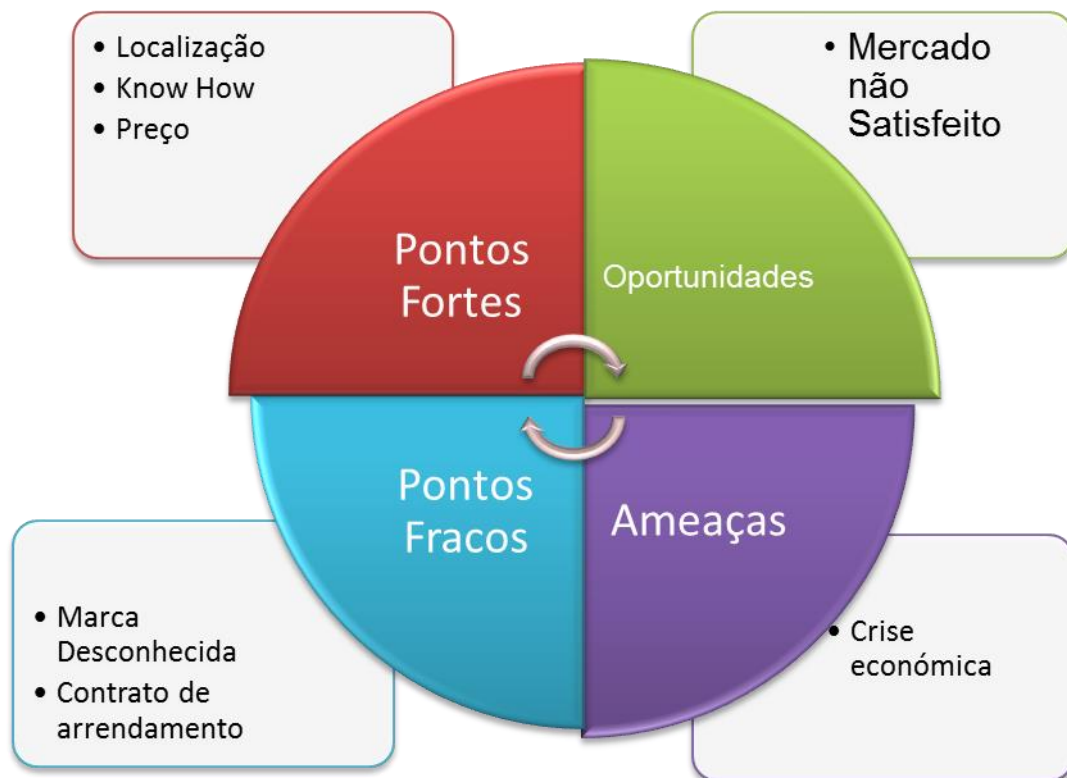 • Localização
• Know How
• Preço
• Mercado
não
Satisfeito
Pontos
Fortes
Oportunidades
Pontos
Fracos
Ameaças
• Marca
Desconhecida
• Contrato de
arrendamento
• Crise
económica